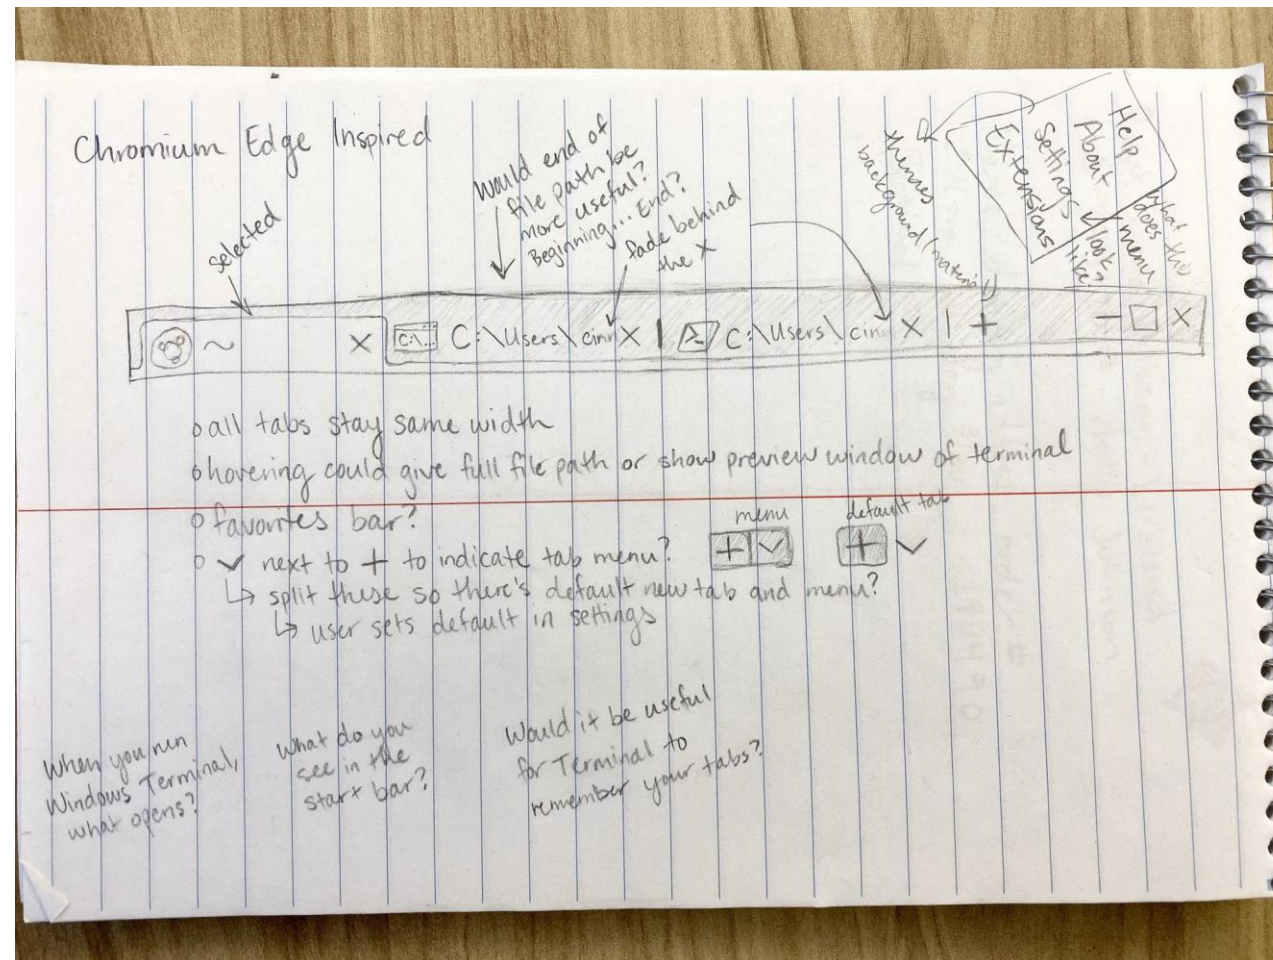 Chromium Edge Inspired
selected
Would end of
file path be
more useful?
Beginning... End?
fade behind
the X
themes
background (material)
Help
About
Settings
Extensions
what
does this
menu
look
like?
~ X C:\.. C:\Users\cinn X | >_ C:\Users\cinn X | + - □ X
o all tabs stay same width
o hovering could give full file path or show preview window of terminal
o favorites bar?
menu
default tab
o ✓ next to + to indicate tab menu?
+ ✓
+ ✓
↳ split these so there's default new tab and menu?
↳ user sets default in settings
When you run
Windows Terminal,
what opens?
What do you
see in the
start bar?
Would it be useful
for Terminal to
remember your tabs?